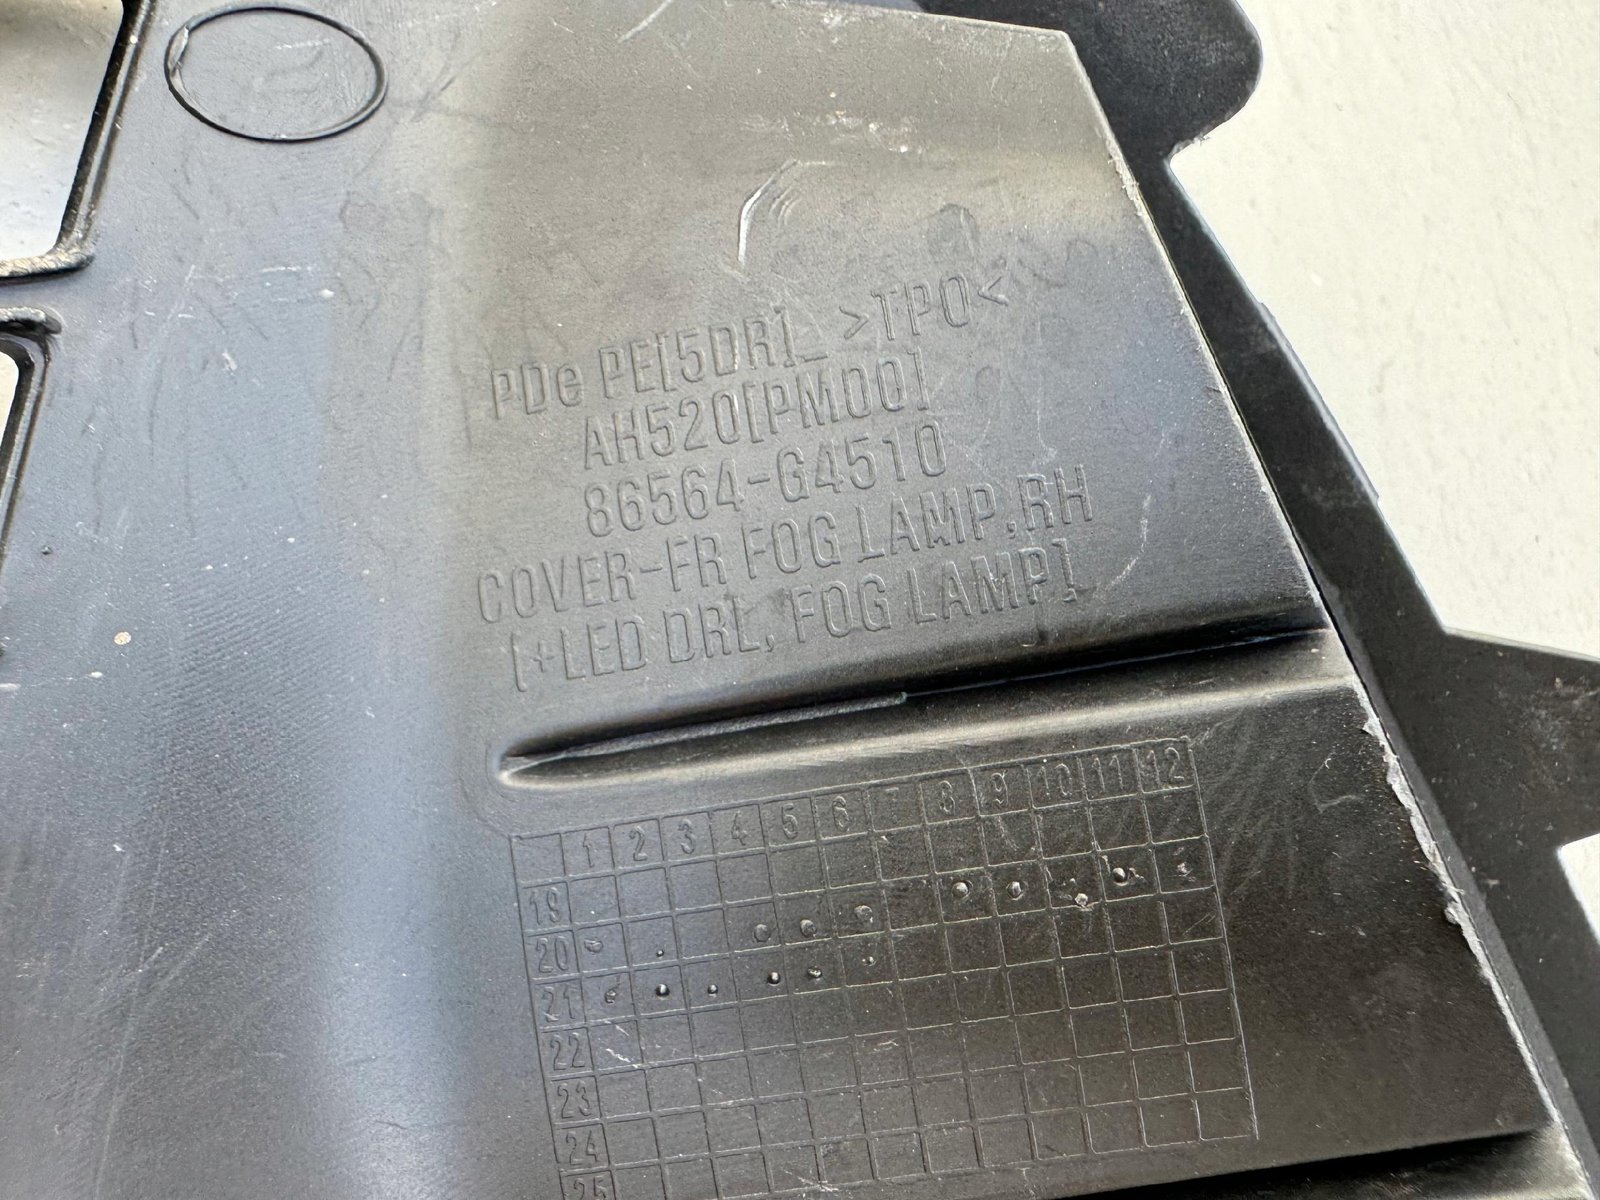 PDe PE[5DR]_ >TPO<
AH520[PM00]
86564-G4510
COVER-FR FOG LAMP,RH
[+LED DRL, FOG LAMP]
1 2 3 4 5 6 7 8 9 10 11 12
19
20
21
22
23
24
25